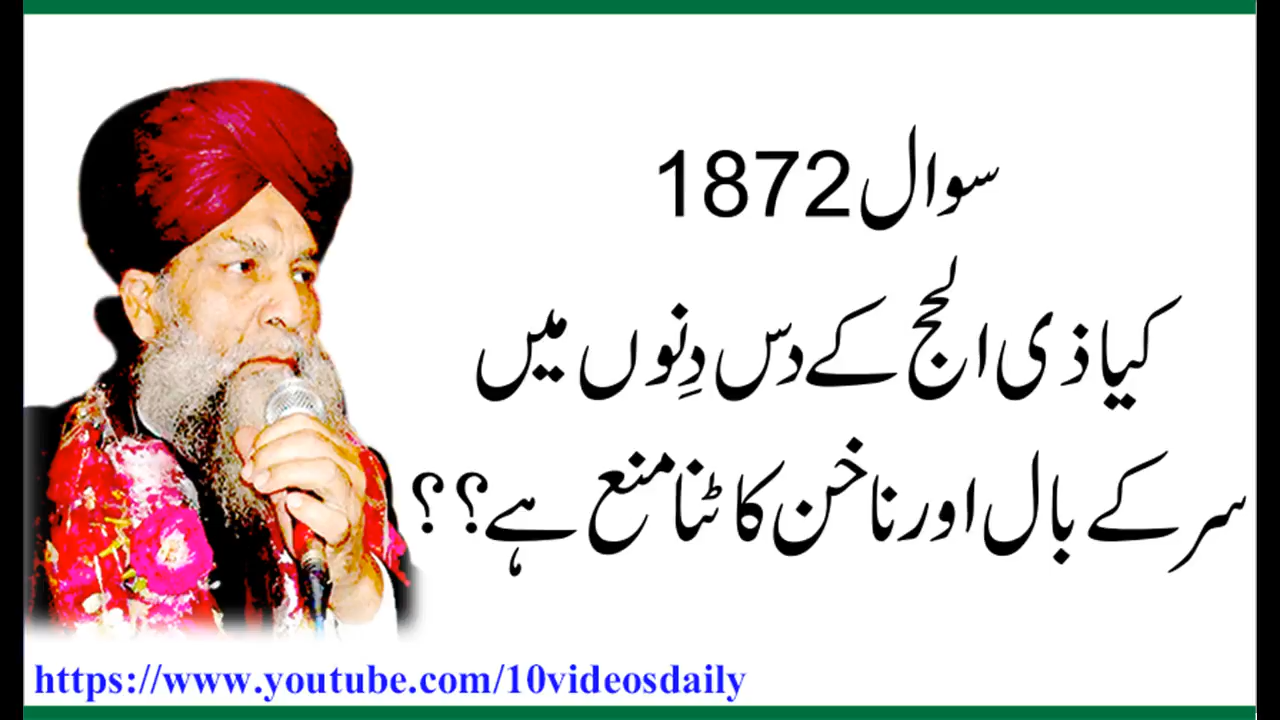 سوال 1872
کیا ذی الحج کے دس دِنوں میں
سر کے بال اور ناخن کاٹنا منع ہے؟؟
https://www.youtube.com/10videosdaily